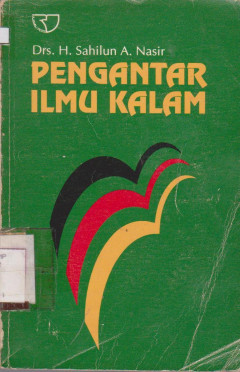 Drs. H. Sahilun A. Nasir
PENGANTAR
ILMU KALAM